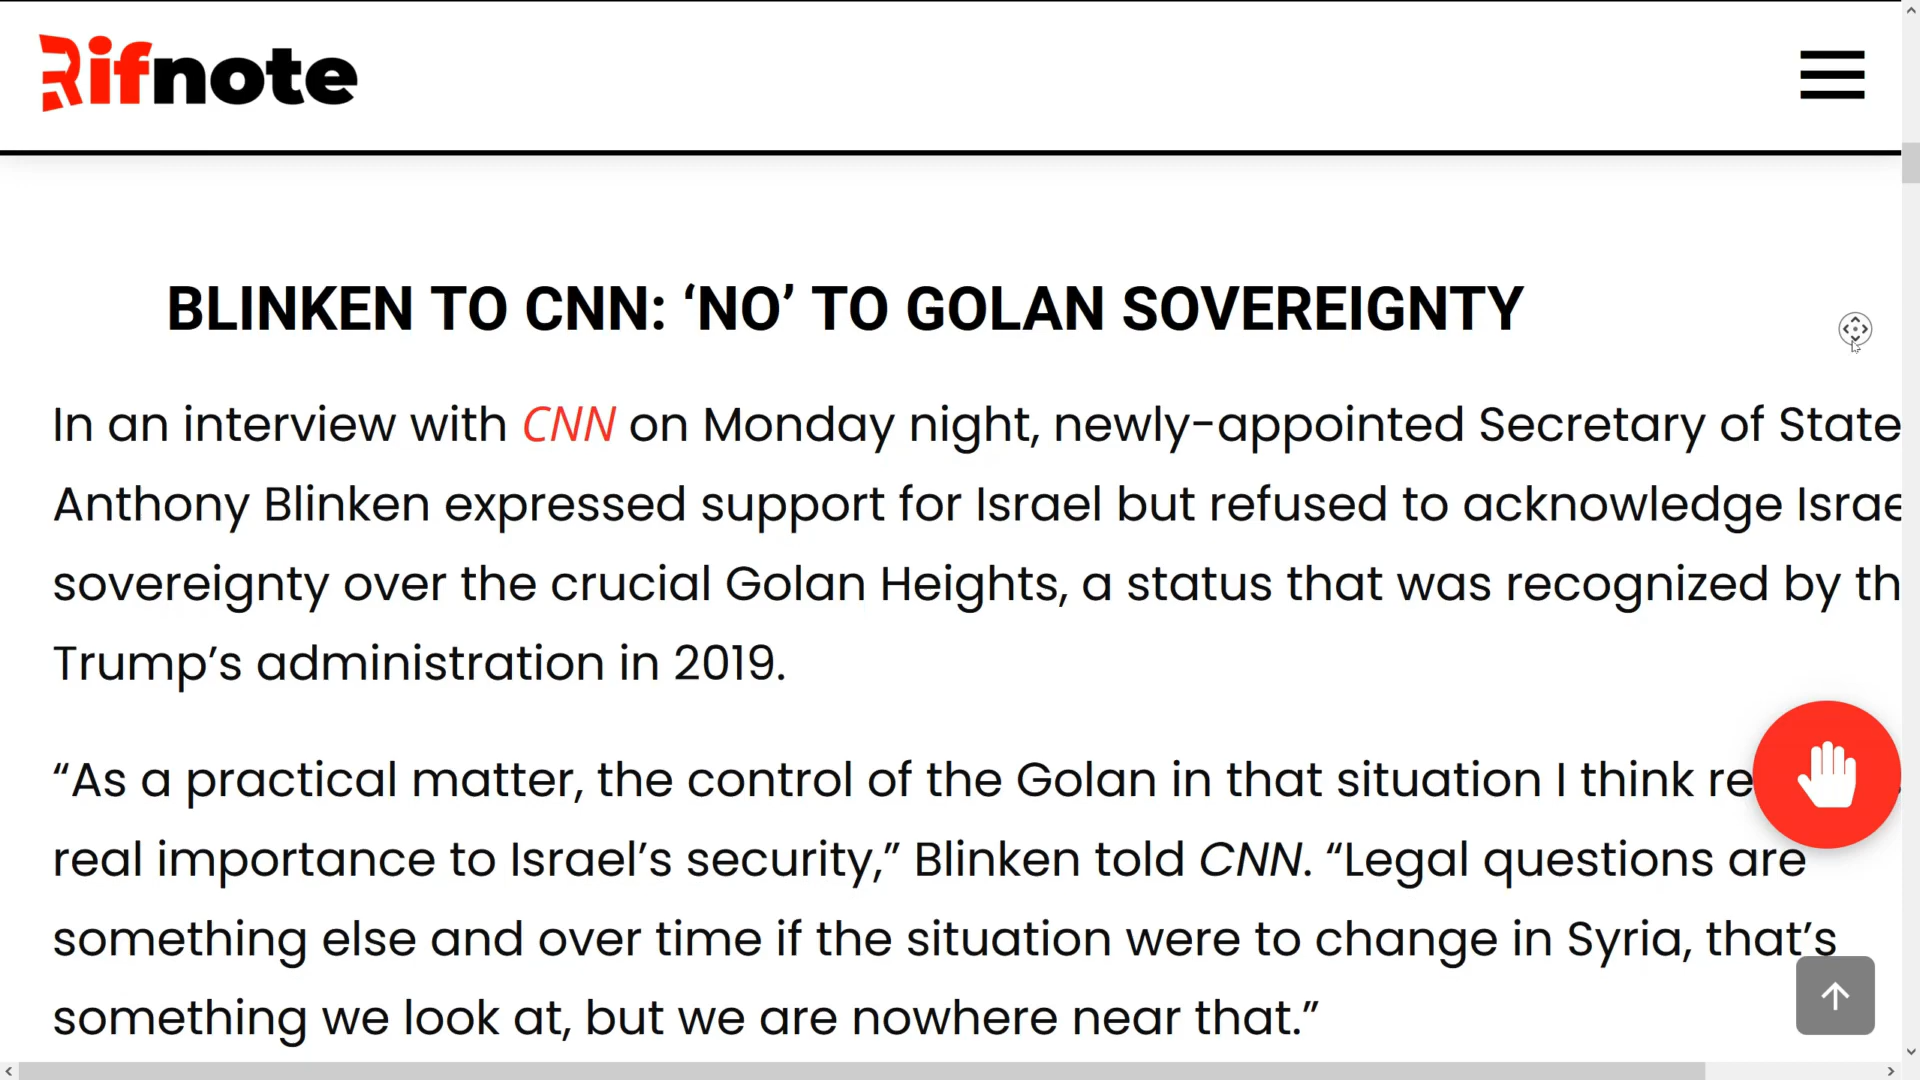 Rifnote
BLINKEN TO CNN: ‘NO’ TO GOLAN SOVEREIGNTY
In an interview with CNN on Monday night, newly-appointed Secretary of State
Anthony Blinken expressed support for Israel but refused to acknowledge Israe
sovereignty over the crucial Golan Heights, a status that was recognized by th
Trump’s administration in 2019.
“As a practical matter, the control of the Golan in that situation I think re
real importance to Israel’s security,” Blinken told CNN. “Legal questions are
something else and over time if the situation were to change in Syria, that’s
something we look at, but we are nowhere near that.”